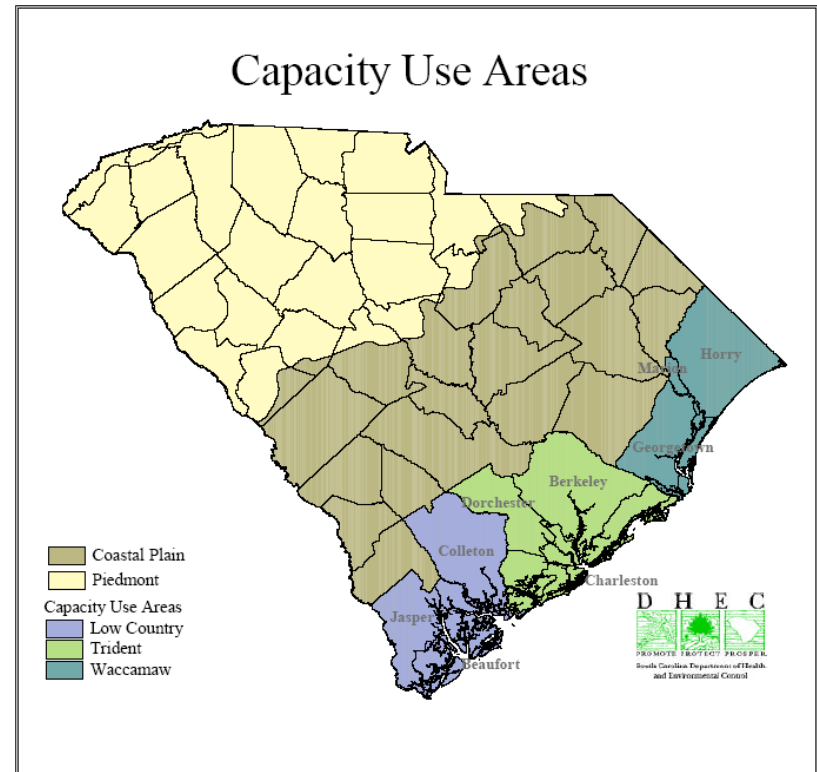 Capacity Use Areas
Horry
Marion
Georgetown
Berkeley
Dorchester
Colleton
Charleston
Jasper
Beaufort
Coastal Plain
Piedmont
Capacity Use Areas
Low Country
Trident
Waccamaw
D H E C
PROMOTE PROTECT PROSPER
South Carolina Department of Health
and Environmental Control